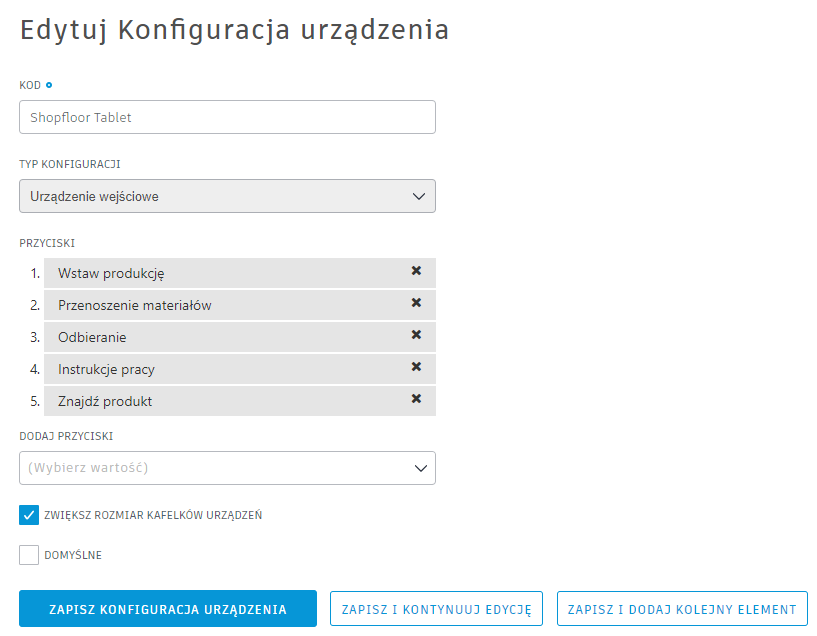 Edytuj Konfiguracja urządzenia
KOD
Shopfloor Tablet
TYP KONFIGURACJI
Urządzenie wejściowe
PRZYCISKI
1. Wstaw produkcję
2. Przenoszenie materiałów
3. Odbieranie
4. Instrukcje pracy
5. Znajdź produkt
DODAJ PRZYCISKI
(Wybierz wartość)
ZWIĘKSZ ROZMIAR KAFELKÓW URZĄDZEŃ
DOMYŚLNE
ZAPISZ KONFIGURACJA URZĄDZENIA ZAPISZ I KONTYNUUJ EDYCJĘ ZAPISZ I DODAJ KOLEJNY ELEMENT